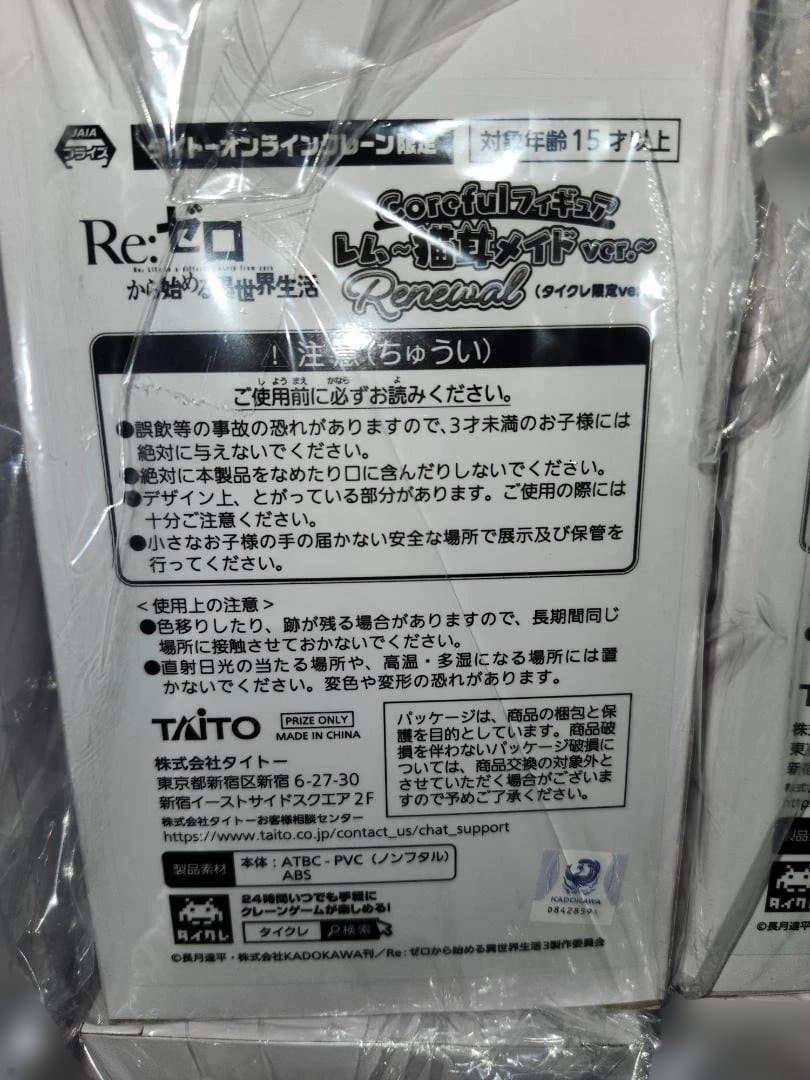 JAIA
プライズ
タイトーオンラインクレーン限定
対象年齢15才以上
Re:ゼロ
Re: Life in a different world from zero
から始める異世界生活
Corefulフィギュア
レム～猫耳メイドver.～
Renewal
(タイクレ限定ve
! 注意(ちゅうい)
しようまえ かなら よ
ご使用前に必ずお読みください。
●誤飲等の事故の恐れがありますので、3才未満のお子様には
絶対に与えないでください。
●絶対に本製品をなめたり口に含んだりしないでください。
●デザイン上、とがっている部分があります。ご使用の際には
十分ご注意ください。
●小さなお子様の手の届かない安全な場所で展示及び保管を
行ってください。
<使用上の注意>
●色移りしたり、跡が残る場合がありますので、長期間同じ
場所に接触させておかないでください。
●直射日光の当たる場所や、高温・多湿になる場所には置
かないでください。変色や変形の恐れがあります。
TAITO
PRIZE ONLY
MADE IN CHINA
株式会社タイトー
東京都新宿区新宿6-27-30
新宿イーストサイドスクエア2F
株式会社タイトーお客様相談センター
https://www.taito.co.jp/contact_us/chat_support
パッケージは、商品の梱包と保
護を目的としています。商品破
損を伴わないパッケージ破損に
ついては、商品交換の対象外と
させていただく場合がございま
すので予めご了承ください。
製品素材
本体:ATBC-PVC(ノンフタル)
ABS
タイクレ
24時間いつでも手軽に
クレーンゲームが楽しめる!
タイクレ
検索
KADOKAWA
©長月達平・株式会社KADOKAWA刊/Re:ゼロから始める異世界生活3製作委員会